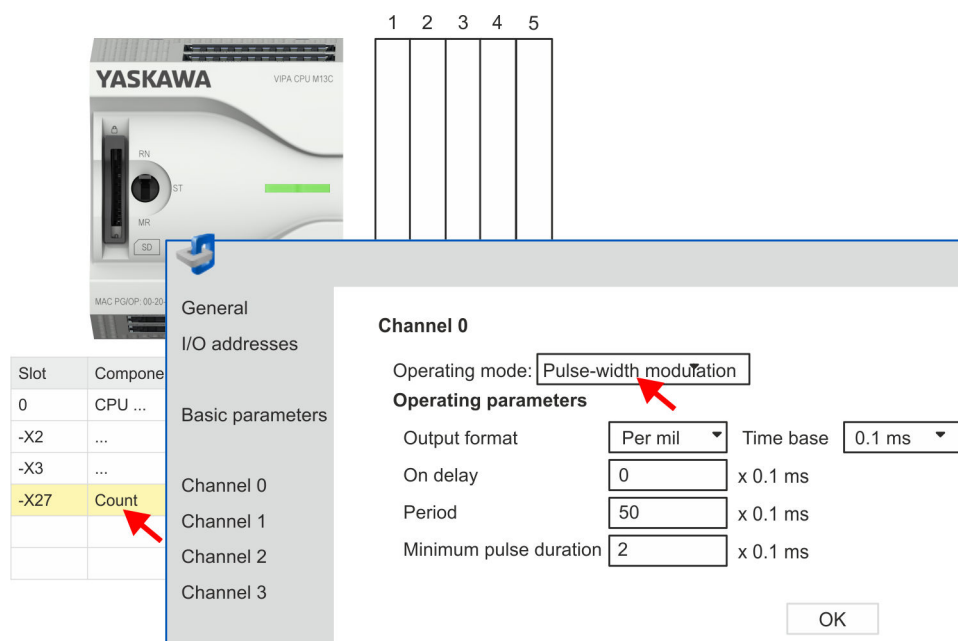 1 2 3 4 5
YASKAWA VIPA CPU M13C
RN
ST
MR
SD
MAC PG/OP: 00-20-
General
I/O addresses
Basic parameters
Channel 0
Channel 1
Channel 2
Channel 3
Channel 0
Operating mode: Pulse-width modulation
Operating parameters
Output format Per mil Time base 0.1 ms
On delay 0 x 0.1 ms
Period 50 x 0.1 ms
Minimum pulse duration 2 x 0.1 ms
OK
Slot Compone
0 CPU ...
-X2 ...
-X3 ...
-X27 Count